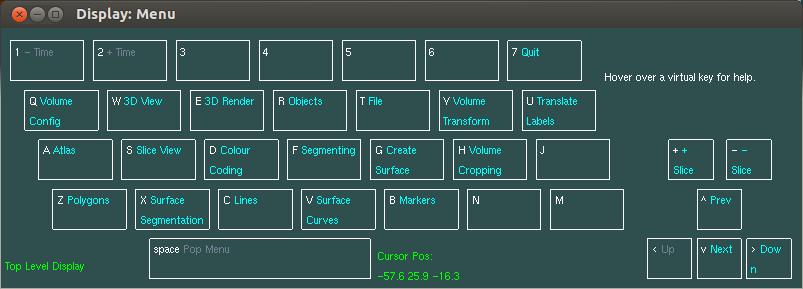 Display: Menu
1 - Time
2 + Time
3
4
5
6
7 Quit
Hover over a virtual key for help.
Q Volume
Config
W 3D View
E 3D Render
R Objects
T File
Y Volume
Transform
U Translate
Labels
A Atlas
S Slice View
D Colour
Coding
F Segmenting
G Create
Surface
H Volume
Cropping
J
+ +
Slice
- -
Slice
Z Polygons
X Surface
Segmentation
C Lines
V Surface
Curves
B Markers
N
M
^ Prev
Top Level Display
space Pop Menu
Cursor Pos:
-57.6 25.9 -16.3
< Up
v Next
> Dow
n